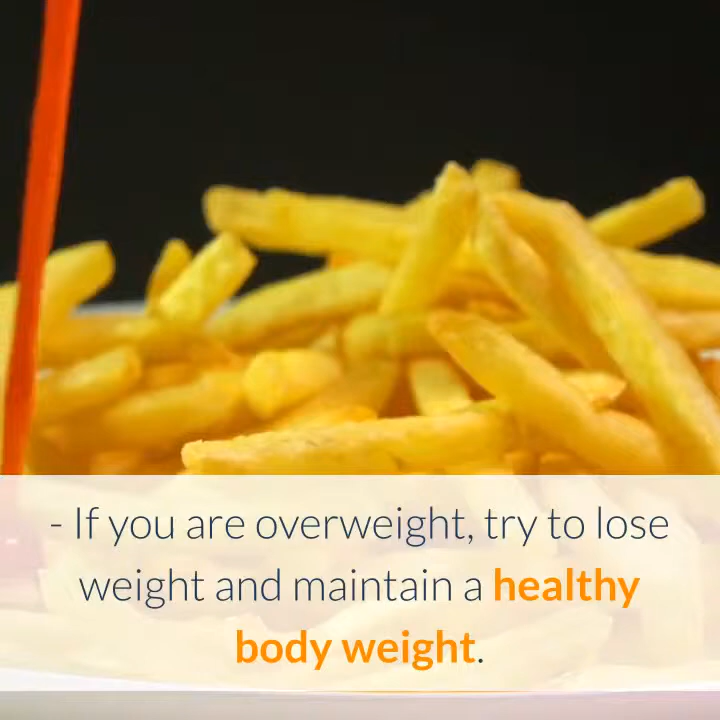 - If you are overweight, try to lose
weight and maintain a healthy
body weight.